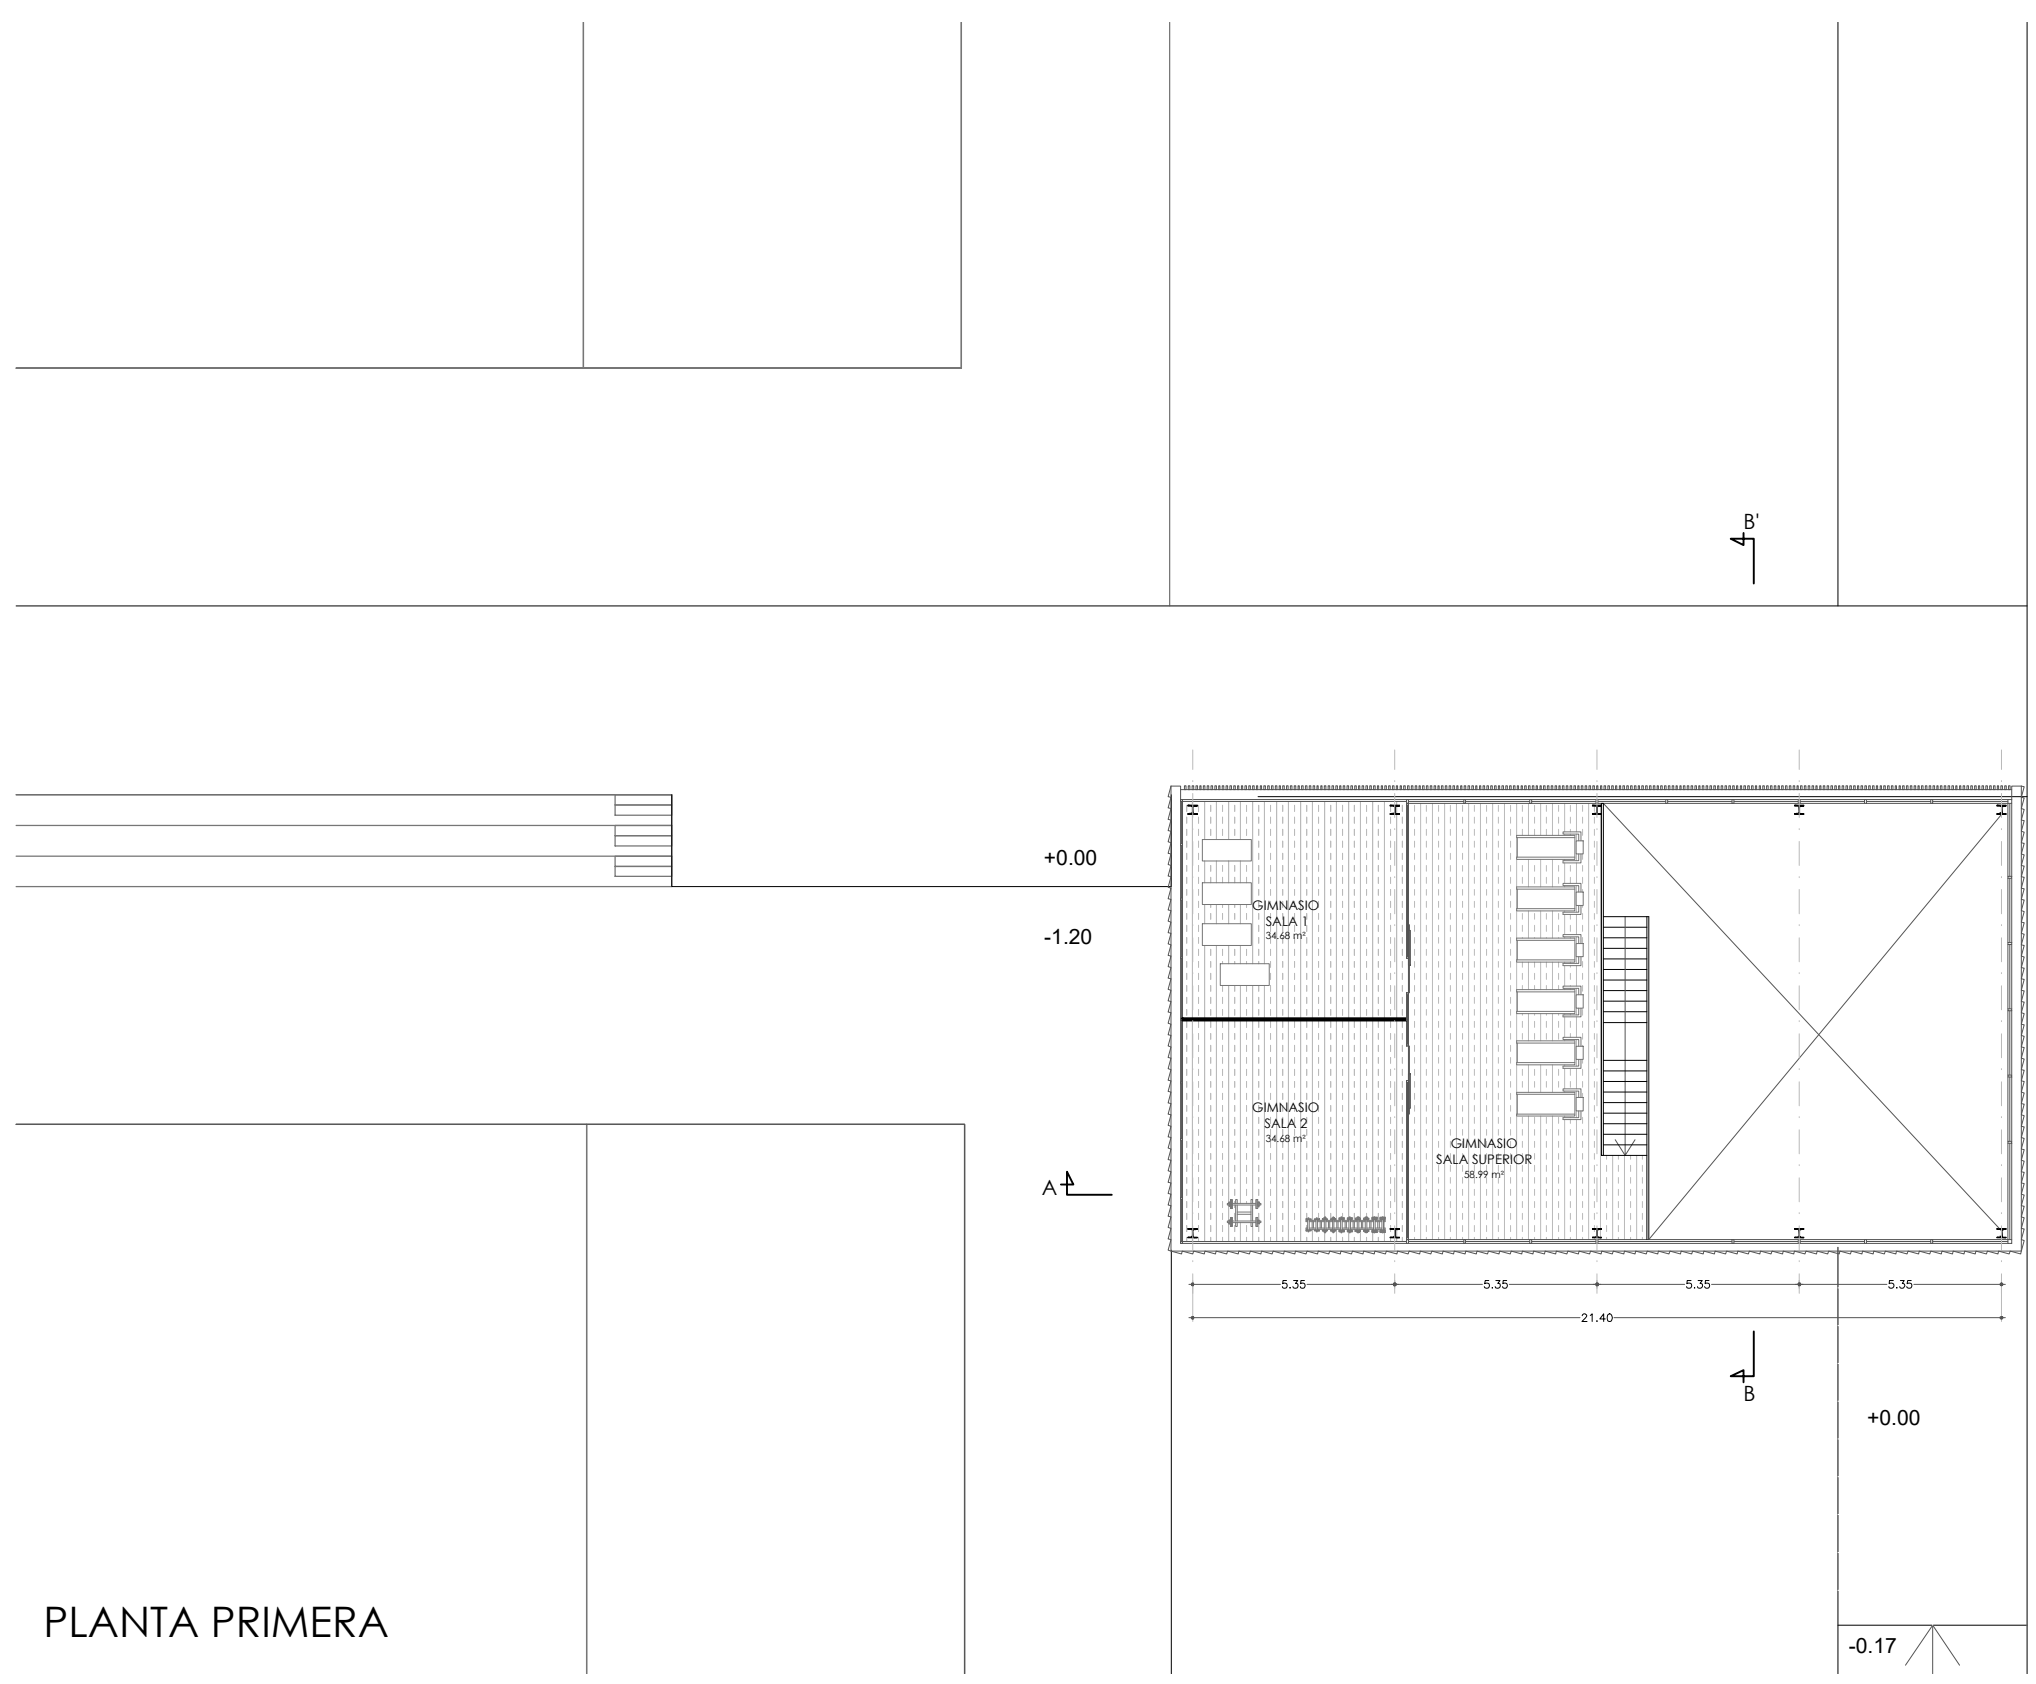 B'
+0.00
-1.20
GIMNASIO
SALA 1
34.68 m²
GIMNASIO
SALA 2
34.68 m²
GIMNASIO
SALA SUPERIOR
58.99 m²
A
5.35
5.35
5.35
5.35
21.40
B
+0.00
PLANTA PRIMERA
-0.17